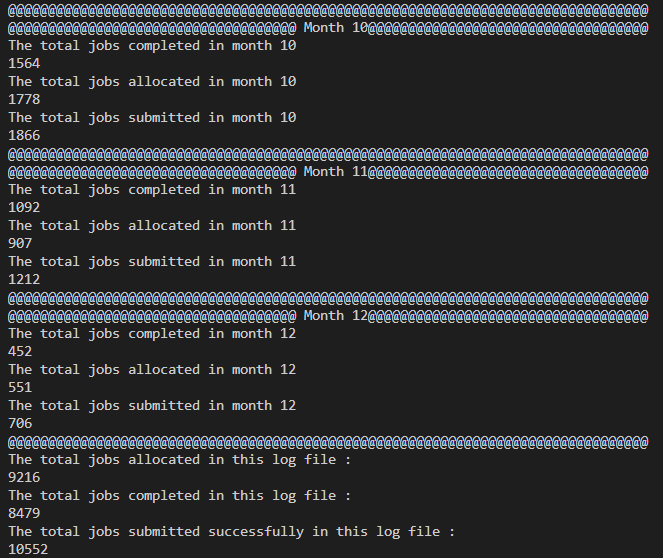 @@@@@@@@@@@@@@@@@@@@@@@@@@@@@@@@@@@@@@@@@@@@@@@@@@@@@@@@@@@@@@@@@@@@@@@@@@@@@@@@
@@@@@@@@@@@@@@@@@@@@@@@@@@@@@@@@@@@@ Month 10@@@@@@@@@@@@@@@@@@@@@@@@@@@@@@@@@@@
The total jobs completed in month 10
1564
The total jobs allocated in month 10
1778
The total jobs submitted in month 10
1866
@@@@@@@@@@@@@@@@@@@@@@@@@@@@@@@@@@@@@@@@@@@@@@@@@@@@@@@@@@@@@@@@@@@@@@@@@@@@@@@@
@@@@@@@@@@@@@@@@@@@@@@@@@@@@@@@@@@@@ Month 11@@@@@@@@@@@@@@@@@@@@@@@@@@@@@@@@@@@
The total jobs completed in month 11
1092
The total jobs allocated in month 11
907
The total jobs submitted in month 11
1212
@@@@@@@@@@@@@@@@@@@@@@@@@@@@@@@@@@@@@@@@@@@@@@@@@@@@@@@@@@@@@@@@@@@@@@@@@@@@@@@@
@@@@@@@@@@@@@@@@@@@@@@@@@@@@@@@@@@@@ Month 12@@@@@@@@@@@@@@@@@@@@@@@@@@@@@@@@@@@
The total jobs completed in month 12
452
The total jobs allocated in month 12
551
The total jobs submitted in month 12
706
@@@@@@@@@@@@@@@@@@@@@@@@@@@@@@@@@@@@@@@@@@@@@@@@@@@@@@@@@@@@@@@@@@@@@@@@@@@@@@@@
The total jobs allocated in this log file :
9216
The total jobs completed in this log file :
8479
The total jobs submitted successfully in this log file :
10552